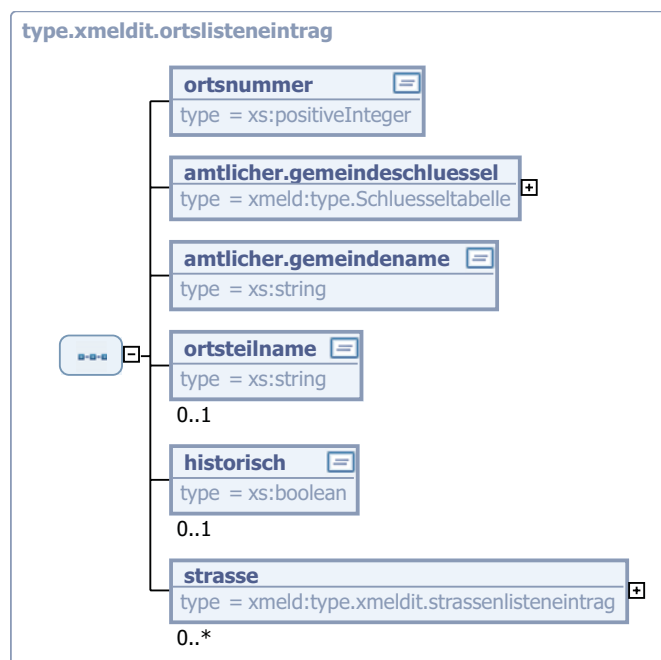 type.xmeldit.ortslisteneintrag
ortsnummer
type = xs:positiveInteger
amtlicher.gemeindeschluessel
type = xmeld:type.Schluesseltabelle
amtlicher.gemeindename
type = xs:string
ortsteilname
type = xs:string
0..1
historisch
type = xs:boolean
0..1
strasse
type = xmeld:type.xmeldit.strassenlisteneintrag
0..*